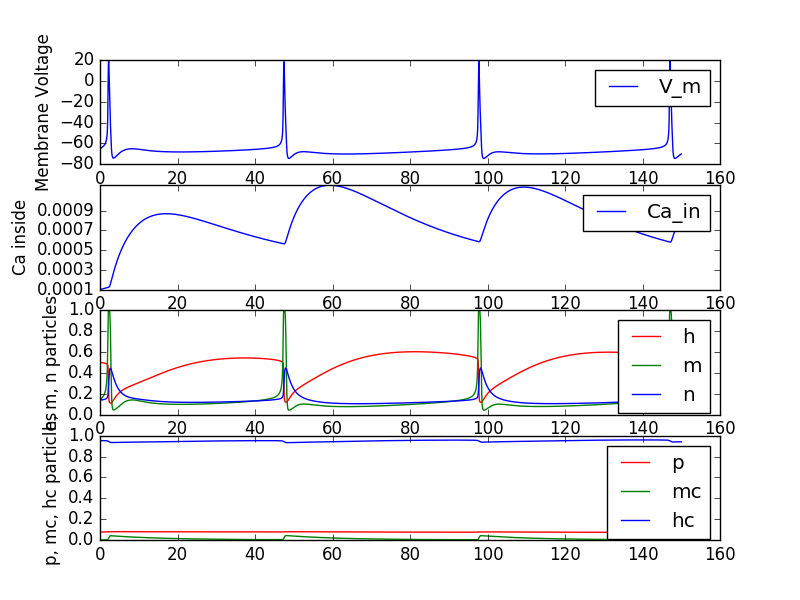 Membrane Voltage
20
0
−20
−40
−60
−80
V_m
0 20 40 60 80 100 120 140 160
Ca inside
0.0009
0.0007
0.0005
0.0003
0.0001
Ca_in
0 20 40 60 80 100 120 140 160
h, m, n particles
1.0
0.8
0.6
0.4
0.2
0.0
h
m
n
0 20 40 60 80 100 120 140 160
p, mc, hc particles
1.0
0.8
0.6
0.4
0.2
0.0
p
mc
hc
0 20 40 60 80 100 120 140 160